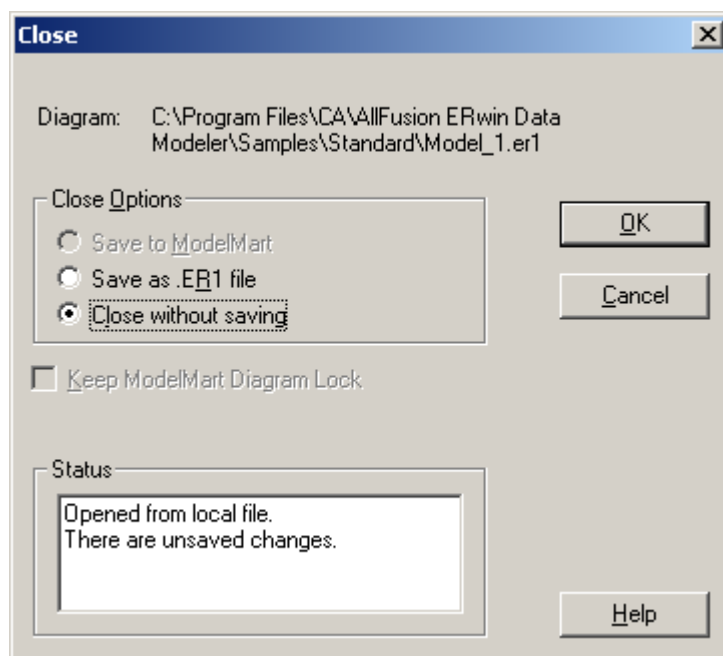 Close
Diagram: C:\Program Files\CA\AllFusion ERwin Data
Modeler\Samples\Standard\Model_1.er1
Close Options
Save to ModelMart
Save as .ER1 file
Close without saving
OK
Cancel
Keep ModelMart Diagram Lock
Status
Opened from local file.
There are unsaved changes.
Help